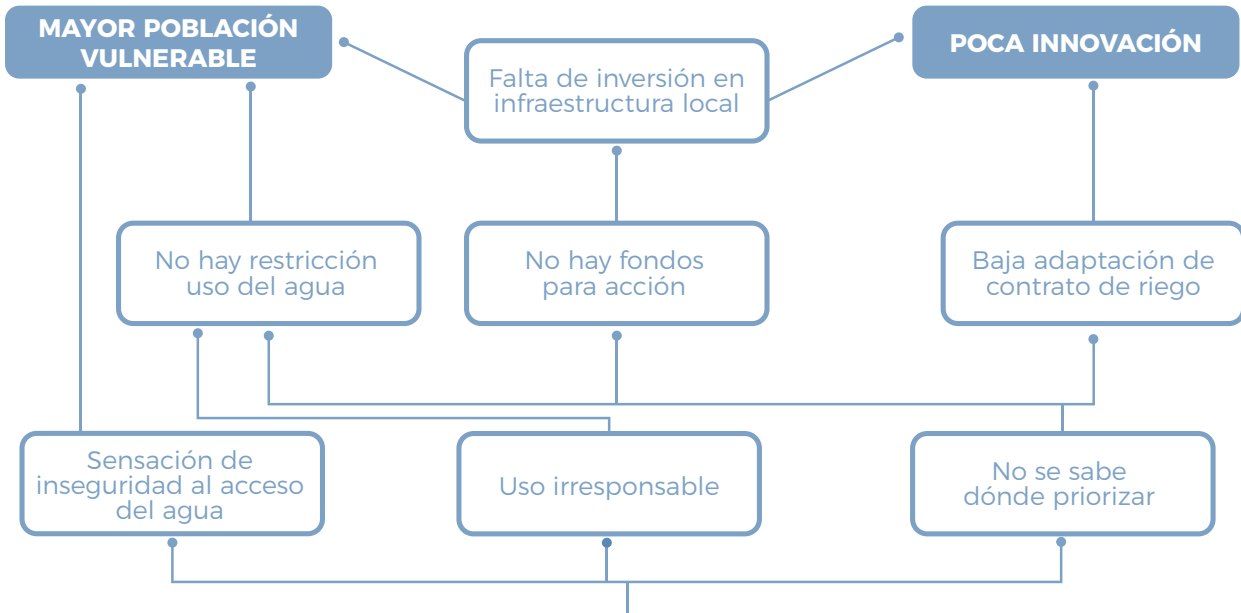 MAYOR POBLACIÓN
VULNERABLE
Falta de inversión en
infraestructura local
POCA INNOVACIÓN
No hay restricción
uso del agua
No hay fondos
para acción
Baja adaptación de
contrato de riego
Sensación de
inseguridad al acceso
del agua
Uso irresponsable
No se sabe
dónde priorizar